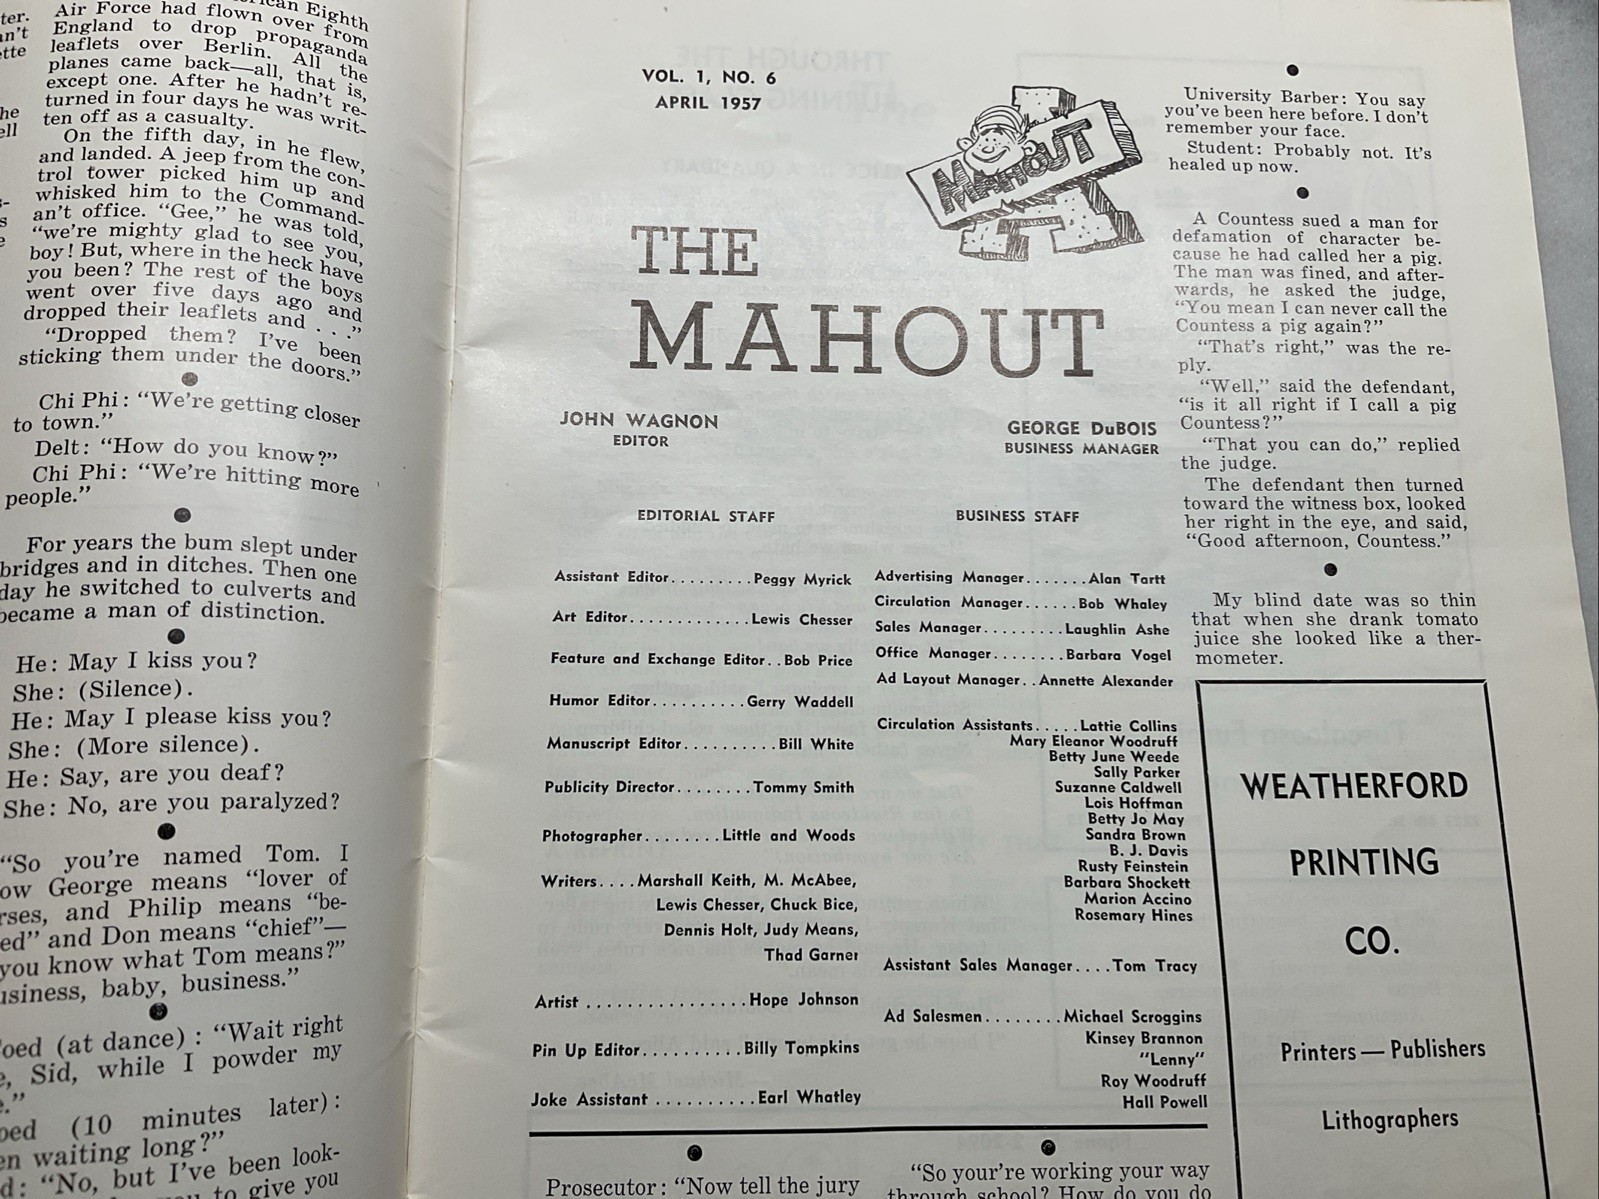 ter.
an't
ette
he
ell
s-
s
e
American Eighth
Air Force had flown over from
England to drop propaganda
leaflets over Berlin. All the
planes came back—all, that is,
except one. After he hadn't re-
turned in four days he was writ-
ten off as a casualty.
On the fifth day, in he flew,
and landed. A jeep from the con-
trol tower picked him up and
whisked him to the Command-
an't office. "Gee," he was told,
"we're mighty glad to see you,
boy! But, where in the heck have
you been? The rest of the boys
went over five days ago and
dropped their leaflets and . . ."
"Dropped them? I've been
sticking them under the doors."
Chi Phi: "We're getting closer
to town."
Delt: "How do you know?"
Chi Phi: "We're hitting more
people."
For years the bum slept under
bridges and in ditches. Then one
day he switched to culverts and
became a man of distinction.
He: May I kiss you?
She: (Silence).
He: May I please kiss you?
She: (More silence).
He: Say, are you deaf?
She: No, are you paralyzed?
"So you're named Tom. I
ow George means "lover of
rses, and Philip means "be-
ed" and Don means "chief"—
you know what Tom means?"
usiness, baby, business."
oed (at dance) : "Wait right
e, Sid, while I powder my
e."
oed (10 minutes later):
en waiting long?"
d: "No, but I've been look-
to give you
VOL. 1, NO. 6
APRIL 1957
MAHOUT
THE
MAHOUT
JOHN WAGNON
EDITOR
GEORGE DuBOIS
BUSINESS MANAGER
EDITORIAL STAFF
Assistant Editor.........Peggy Myrick
Art Editor.............Lewis Chesser
Feature and Exchange Editor..Bob Price
Humor Editor..........Gerry Waddell
Manuscript Editor..........Bill White
Publicity Director........Tommy Smith
Photographer........Little and Woods
Writers....Marshall Keith, M. McAbee,
Lewis Chesser, Chuck Bice,
Dennis Holt, Judy Means,
Thad Garner
Artist .................Hope Johnson
Pin Up Editor..........Billy Tompkins
Joke Assistant ..........Earl Whatley
BUSINESS STAFF
Advertising Manager.......Alan Tartt
Circulation Manager......Bob Whaley
Sales Manager.........Laughlin Ashe
Office Manager........Barbara Vogel
Ad Layout Manager..Annette Alexander
Circulation Assistants.....Lattie Collins
Mary Eleanor Woodruff
Betty June Weede
Sally Parker
Suzanne Caldwell
Lois Hoffman
Betty Jo May
Sandra Brown
B. J. Davis
Rusty Feinstein
Barbara Shockett
Marion Accino
Rosemary Hines
Assistant Sales Manager....Tom Tracy
Ad Salesmen........Michael Scroggins
Kinsey Brannon
"Lenny"
Roy Woodruff
Hall Powell
Prosecutor: "Now tell the jury
"So your're working your way
through school? How do you do
University Barber: You say
you've been here before. I don't
remember your face.
Student: Probably not. It's
healed up now.
A Countess sued a man for
defamation of character be-
cause he had called her a pig.
The man was fined, and after-
wards, he asked the judge,
"You mean I can never call the
Countess a pig again?"
"That's right," was the re-
ply.
"Well," said the defendant,
"is it all right if I call a pig
Countess?"
"That you can do," replied
the judge.
The defendant then turned
toward the witness box, looked
her right in the eye, and said,
"Good afternoon, Countess."
My blind date was so thin
that when she drank tomato
juice she looked like a ther-
mometer.
WEATHERFORD
PRINTING
CO.
Printers — Publishers
Lithographers